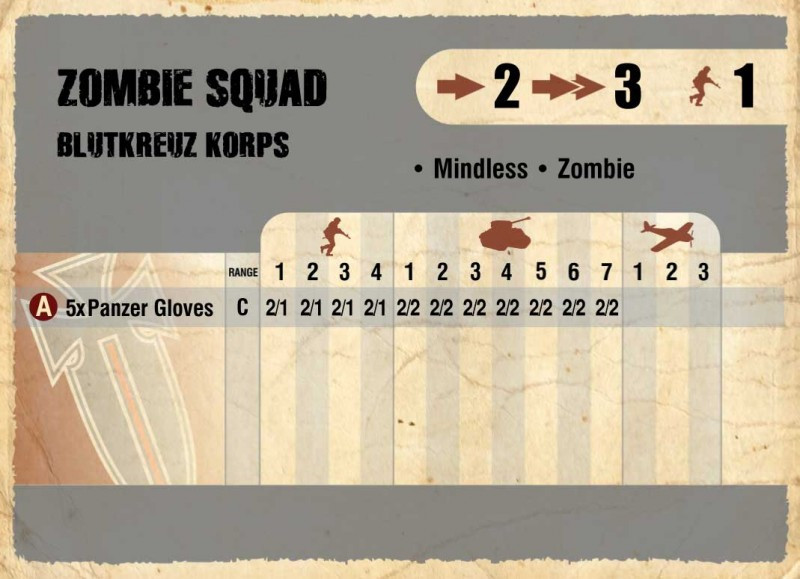 ZOMBIE SQUAD
2 3 1
BLUTKREUZ KORPS
• Mindless • Zombie
RANGE 1 2 3 4 1 2 3 4 5 6 7 1 2 3
A 5xPanzer Gloves C 2/1 2/1 2/1 2/1 2/2 2/2 2/2 2/2 2/2 2/2 2/2